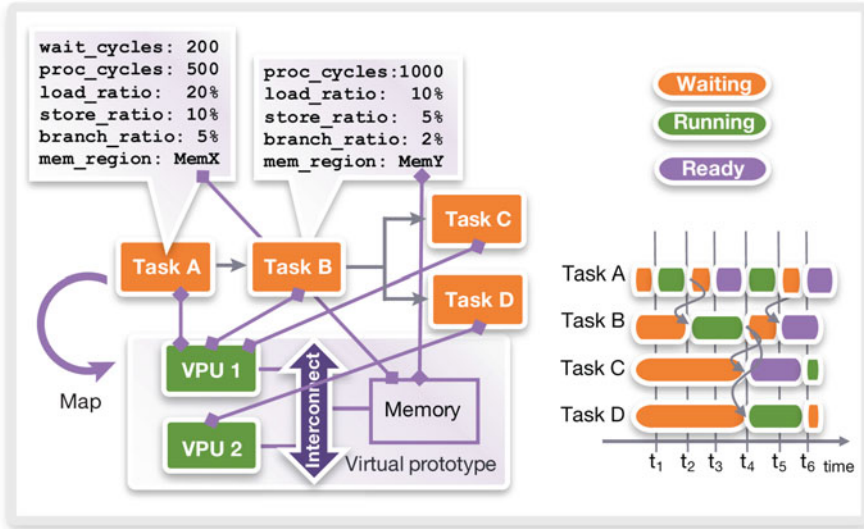 wait_cycles: 200
proc_cycles: 500
load_ratio: 20%
store_ratio: 10%
branch_ratio: 5%
mem_region: MemX
proc_cycles:1000
load_ratio: 10%
store_ratio: 5%
branch_ratio: 2%
mem_region: MemY
Waiting
Running
Ready
Task A
Task B
Task C
Task D
Map
VPU 1
VPU 2
Interconnect
Memory
Virtual prototype
Task A
Task B
Task C
Task D
t1 t2 t3 t4 t5 t6 time